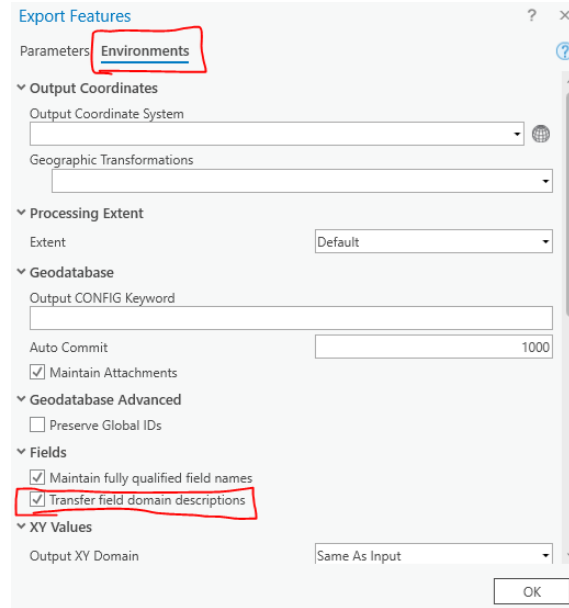 Export Features
?
Parameters Environments
?
Output Coordinates
Output Coordinate System
Geographic Transformations
Processing Extent
Extent Default
Geodatabase
Output CONFIG Keyword
Auto Commit 1000
Maintain Attachments
Geodatabase Advanced
Preserve Global IDs
Fields
Maintain fully qualified field names
Transfer field domain descriptions
XY Values
Output XY Domain Same As Input
OK